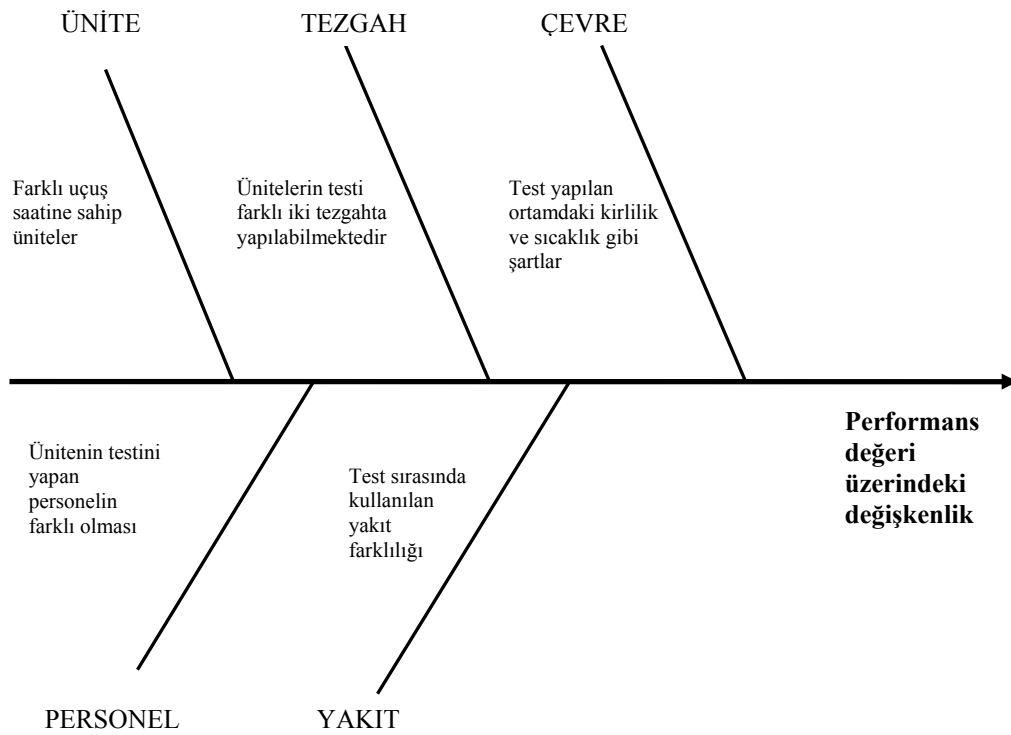 ÜNİTE
TEZGAH
ÇEVRE
Farklı uçuş
saatine sahip
üniteler
Ünitelerin testi
farklı iki tezgahta
yapılabilmektedir
Test yapılan
ortamdaki kirlilik
ve sıcaklık gibi
şartlar
Performans
değeri
üzerindeki
değişkenlik
Ünitenin testini
yapan
personelin
farklı olması
Test sırasında
kullanılan
yakıt
farklılığı
PERSONEL
YAKIT